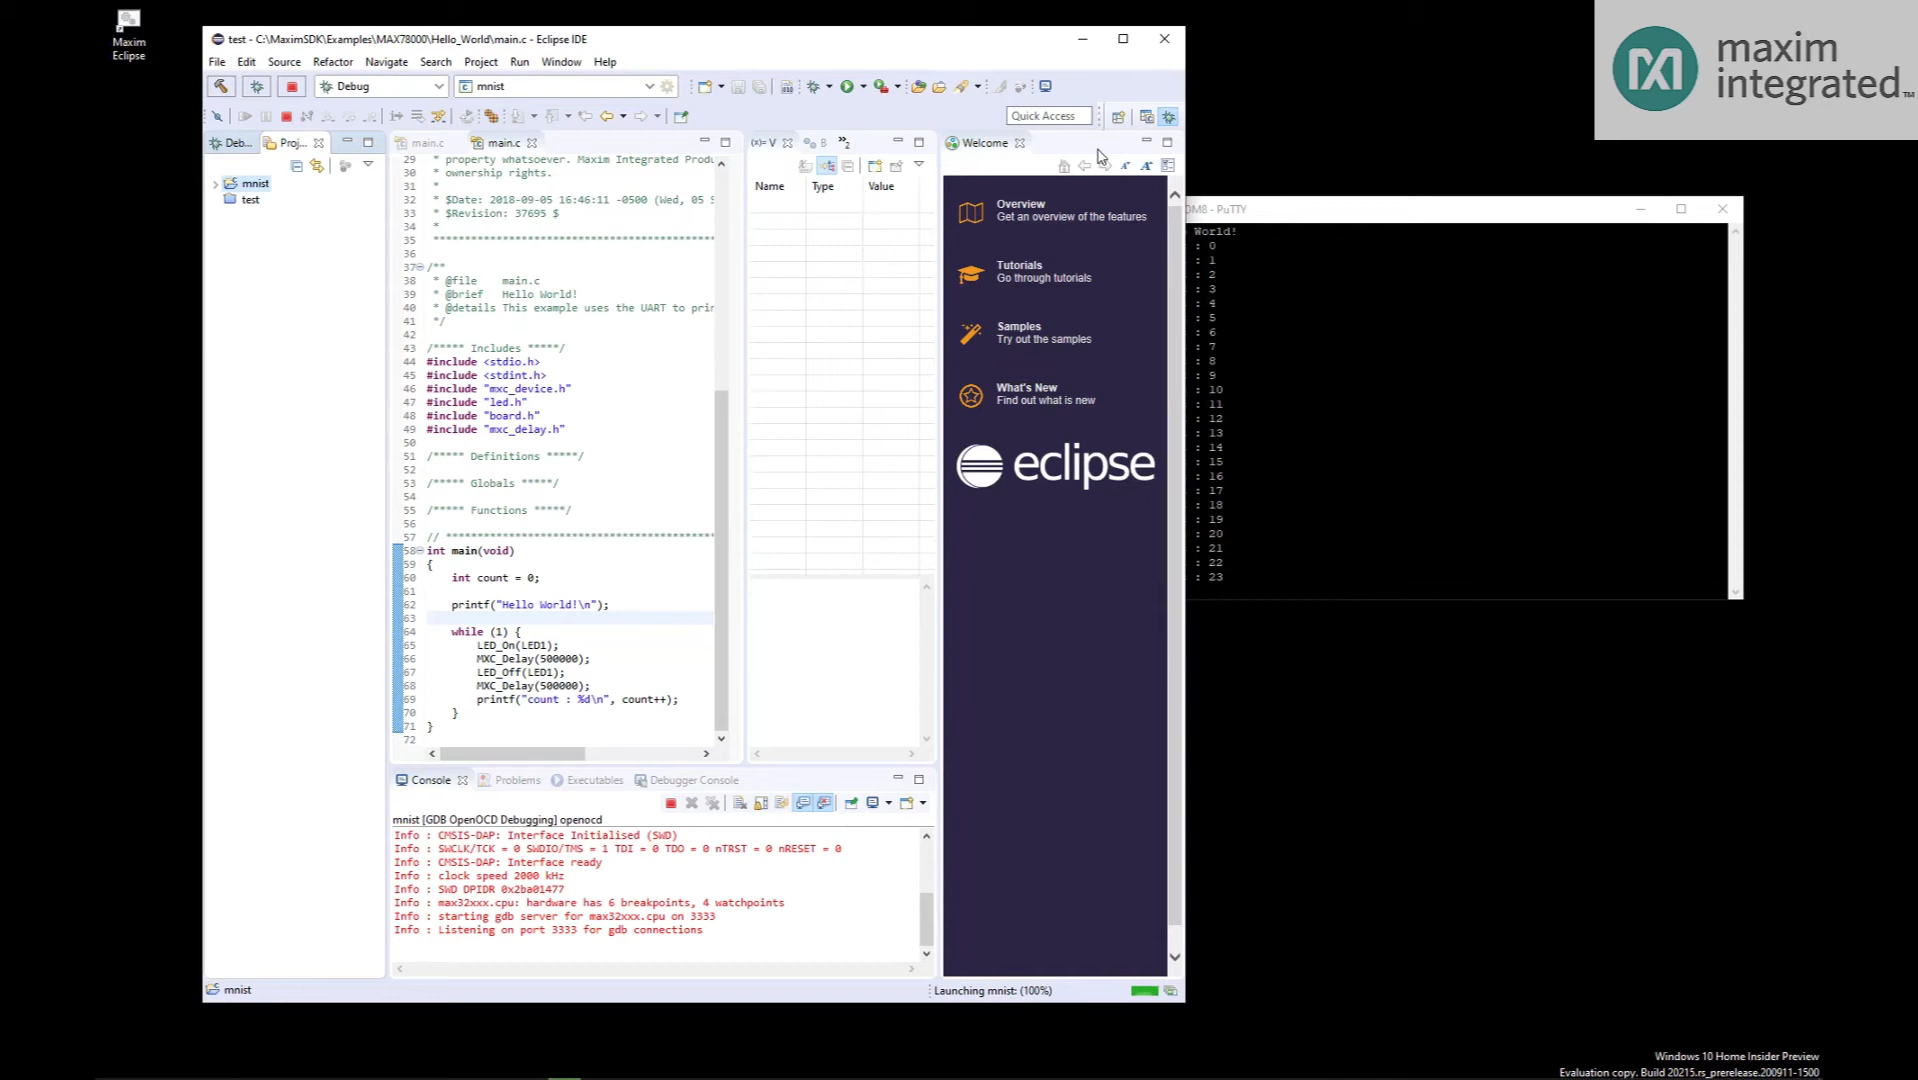 Maxim
Eclipse
test - C:\MaximSDK\Examples\MAX78000\Hello_World\main.c - Eclipse IDE
File Edit Source Refactor Navigate Search Project Run Window Help
Debug
mnist
Quick Access
Deb...
Proj...
mnist
test
main.c
main.c
29 * property whatsoever. Maxim Integrated Produ
30 * ownership rights.
31 *
32 * $Date: 2018-09-05 16:46:11 -0500 (Wed, 05 S
33 * $Revision: 37695 $
34 *
35 ******************************************
36
37 /**
38 * @file main.c
39 * @brief Hello World!
40 * @details This example uses the UART to prin
41 */
42
43 /***** Includes *****/
44 #include <stdio.h>
45 #include <stdint.h>
46 #include "mxc_device.h"
47 #include "led.h"
48 #include "board.h"
49 #include "mxc_delay.h"
50
51 /***** Definitions *****/
52
53 /***** Globals *****/
54
55 /***** Functions *****/
56
57 // ******************************************
58 int main(void)
59 {
60 int count = 0;
61
62 printf("Hello World!\n");
63
64 while (1) {
65 LED_On(LED1);
66 MXC_Delay(500000);
67 LED_Off(LED1);
68 MXC_Delay(500000);
69 printf("count : %d\n", count++);
70 }
71 }
72
(x)= V
B
»2
Name Type Value
Welcome
Overview
Get an overview of the features
Tutorials
Go through tutorials
Samples
Try out the samples
What's New
Find out what is new
eclipse
Console Problems Executables Debugger Console
mnist [GDB OpenOCD Debugging] openocd
Info : CMSIS-DAP: Interface Initialised (SWD)
Info : SWCLK/TCK = 0 SWDIO/TMS = 1 TDI = 0 TDO = 0 nTRST = 0 nRESET = 0
Info : CMSIS-DAP: Interface ready
Info : clock speed 2000 kHz
Info : SWD DPIDR 0x2ba01477
Info : max32xxx.cpu: hardware has 6 breakpoints, 4 watchpoints
Info : starting gdb server for max32xxx.cpu on 3333
Info : Listening on port 3333 for gdb connections
mnist
Launching mnist: (100%)
OM8 - PuTTY
World!
: 0
: 1
: 2
: 3
: 4
: 5
: 6
: 7
: 8
: 9
: 10
: 11
: 12
: 13
: 14
: 15
: 16
: 17
: 18
: 19
: 20
: 21
: 22
: 23
maxim
integrated™
Windows 10 Home Insider Preview
Evaluation copy. Build 20215.rs_prerelease.200911-1500